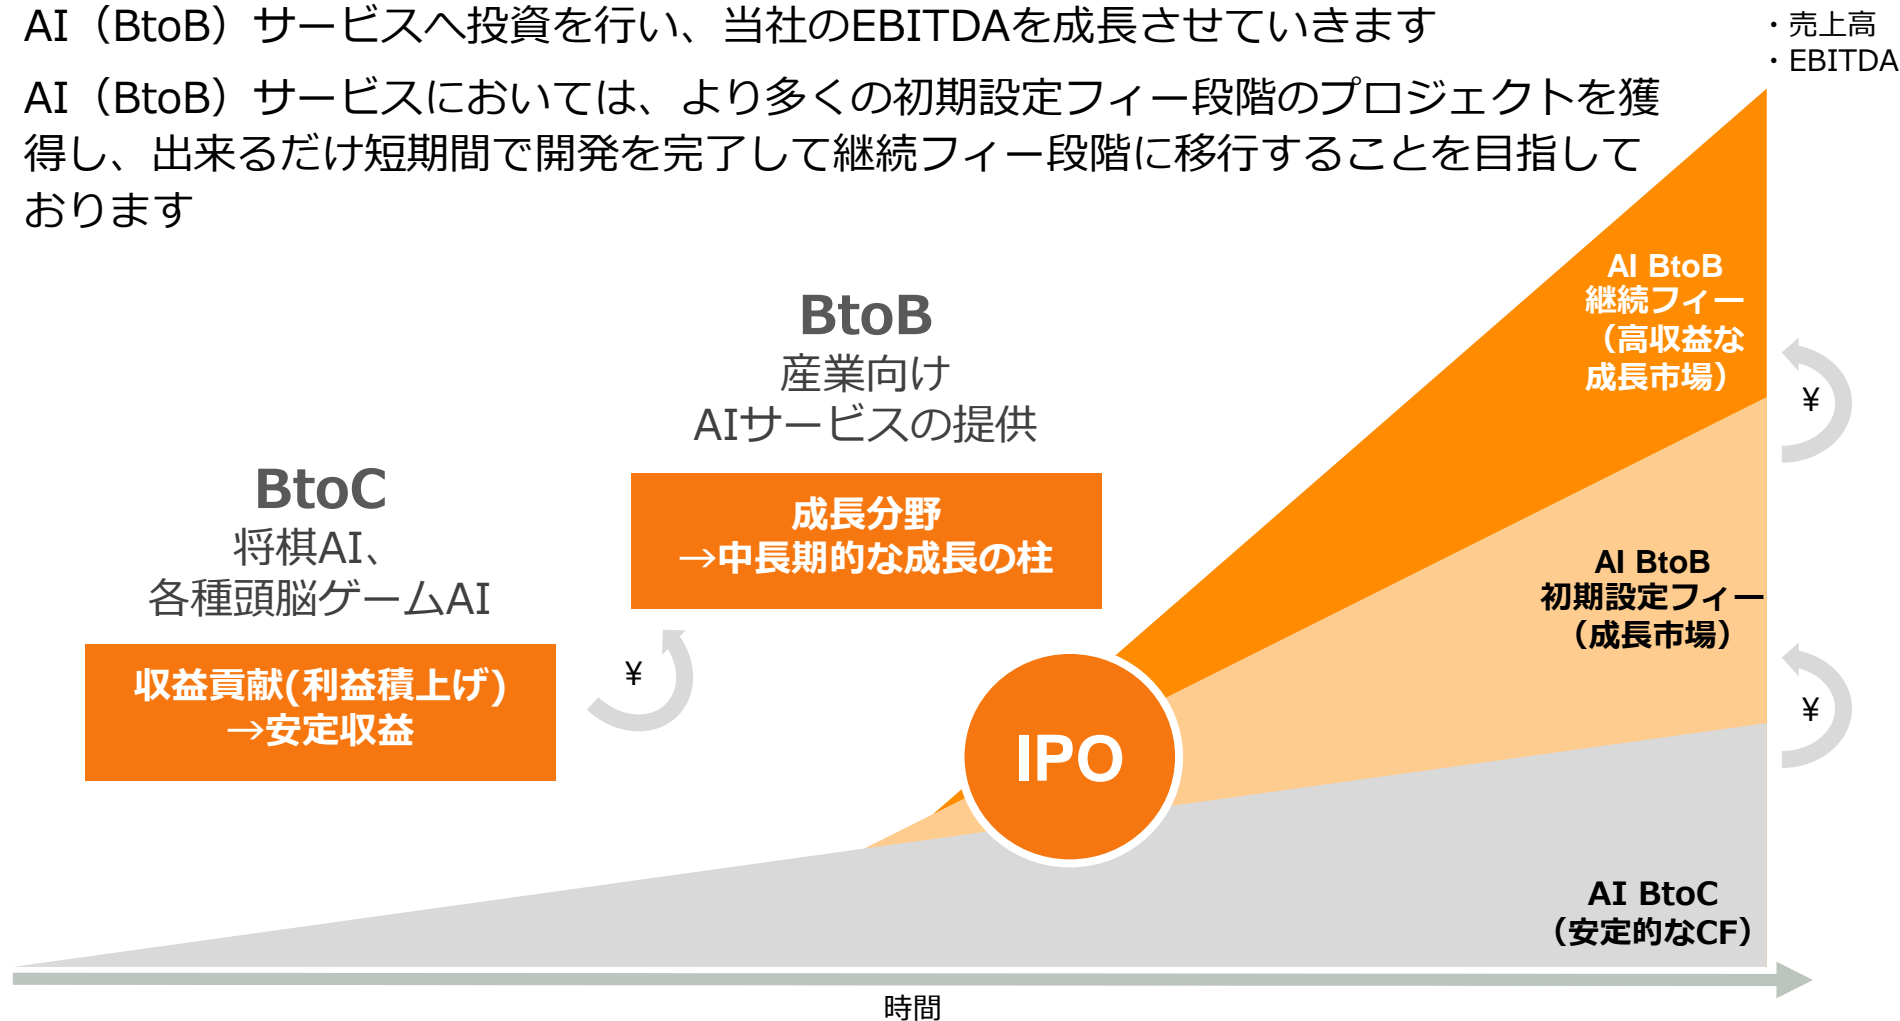 AI（BtoB）サービスへ投資を行い、当社のEBITDAを成長させていきます
AI（BtoB）サービスにおいては、より多くの初期設定フィー段階のプロジェクトを獲
得し、出来るだけ短期間で開発を完了して継続フィー段階に移行することを目指して
おります
・売上高
・EBITDA
BtoB
産業向け
AIサービスの提供
成長分野
→中長期的な成長の柱
BtoC
将棋AI、
各種頭脳ゲームAI
収益貢献(利益積上げ)
→安定収益
¥
IPO
AI BtoB
継続フィー
（高収益な
成長市場）
¥
AI BtoB
初期設定フィー
（成長市場）
¥
AI BtoC
（安定的なCF）
時間